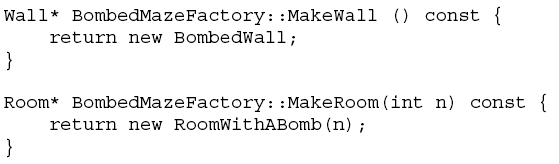 Wall* BombedMazeFactory::MakeWall () const {
    return new BombedWall;
}

Room* BombedMazeFactory::MakeRoom(int n) const {
    return new RoomWithABomb(n);
}